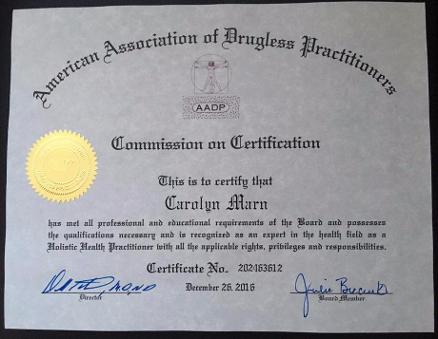 American Association of Drugless Practitioners
AADP
Commission on Certification
This is to certify that
Carolyn Marn
has met all professional and educational requirements of the Board and possesses
the qualifications necessary and is recognized as an expert in the health field as a
Holistic Health Practitioner with all the applicable rights, privileges and responsibilities.
Certificate No. 202463612
December 26, 2016
Director
Board Member